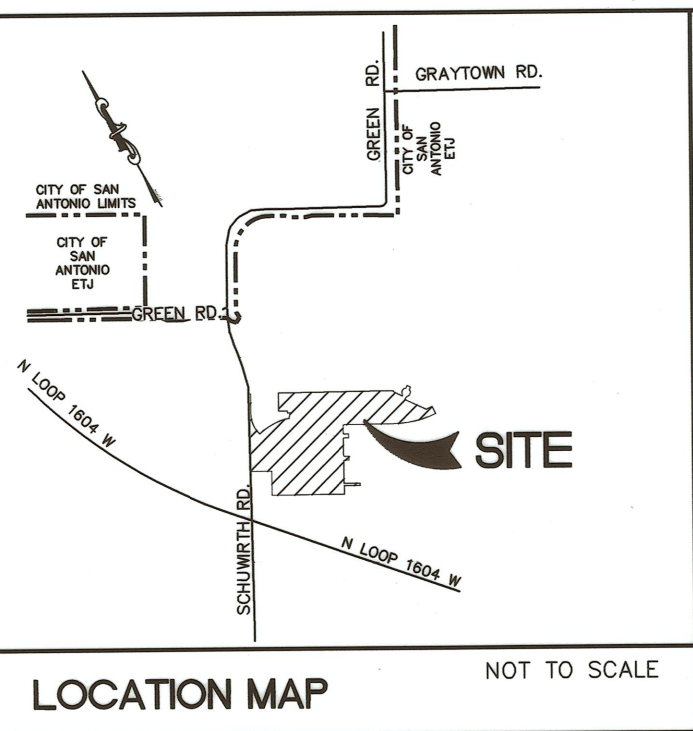 GREEN RD.
GRAYTOWN RD.
CITY OF
SAN
ANTONIO
ETJ
CITY OF SAN
ANTONIO LIMITS
CITY OF
SAN
ANTONIO
ETJ
GREEN RD.
N LOOP 1604 W
SITE
SCHUWIRTH RD.
N LOOP 1604 W
NOT TO SCALE
LOCATION MAP